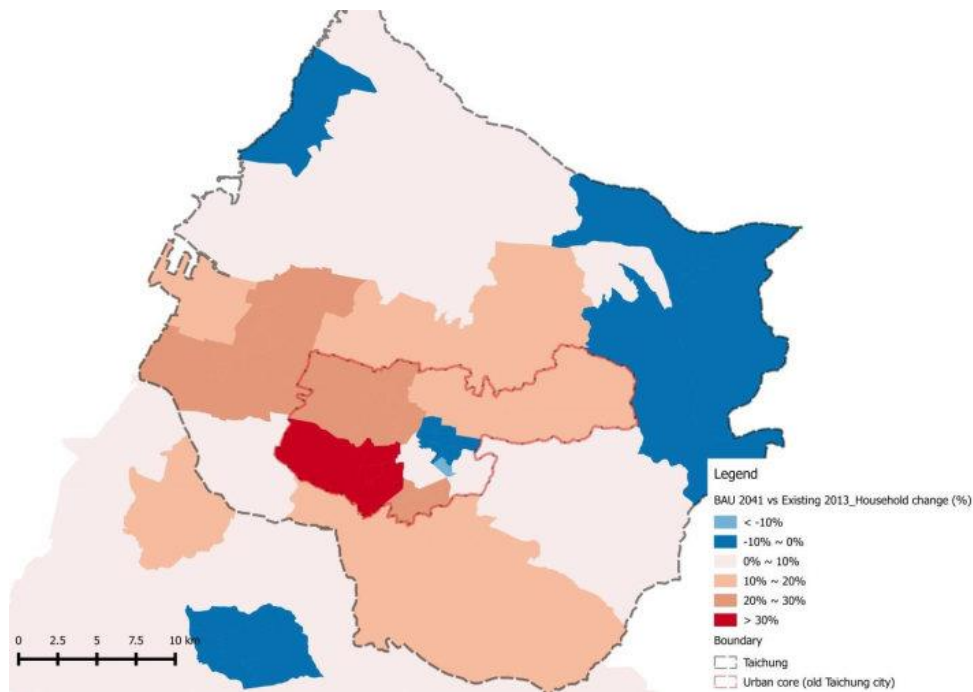 Legend
BAU 2041 vs Existing 2013_Household change (%)
< -10%
-10% ~ 0%
0% ~ 10%
10% ~ 20%
20% ~ 30%
> 30%
Boundary
Taichung
Urban core (old Taichung city)
0 2.5 5 7.5 10 km